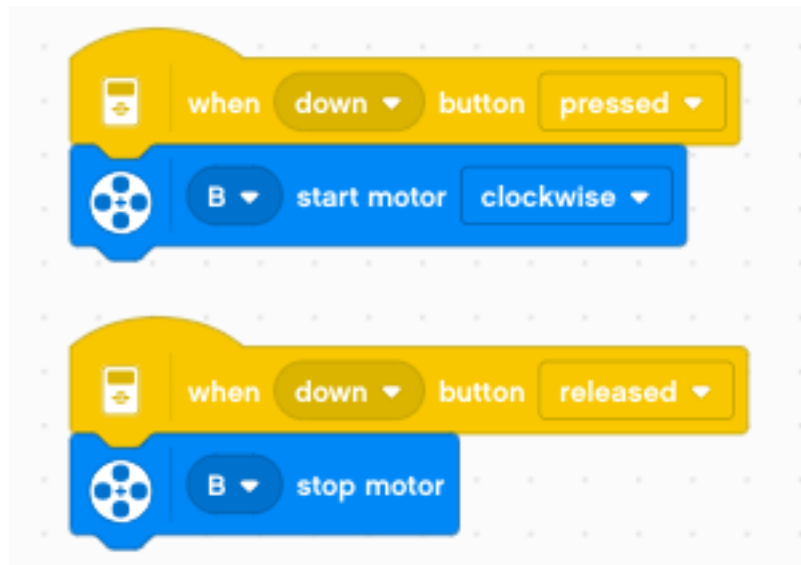 when down button pressed
B start motor clockwise
when down button released
B stop motor